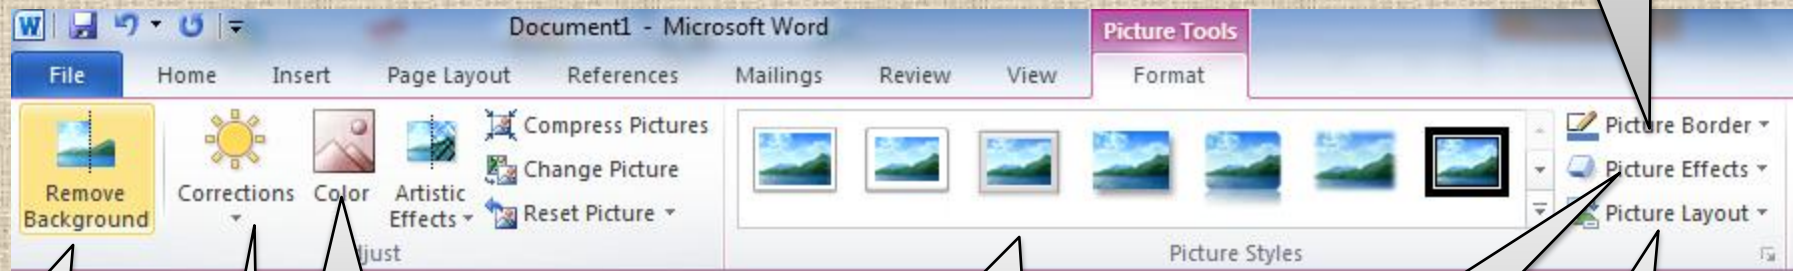 W
Document1 - Microsoft Word
Picture Tools
File Home Insert Page Layout References Mailings Review View Format
Remove Background
Corrections
Color
Artistic Effects
Compress Pictures
Change Picture
Reset Picture
Picture Border
Picture Effects
Picture Layout
Picture Styles